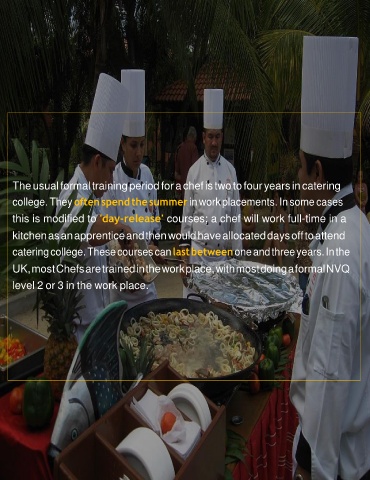 The usual formal training period for a chef is two to four years in catering
college. They often spend the summer in work placements. In some cases
this is modified to 'day-release' courses; a chef will work full-time in a
kitchen as an apprentice and then would have allocated days off to attend
catering college. These courses can last between one and three years. In the
UK, most Chefs are trained in the workplace, with most doing a formal NVQ
level 2 or 3 in the work place.